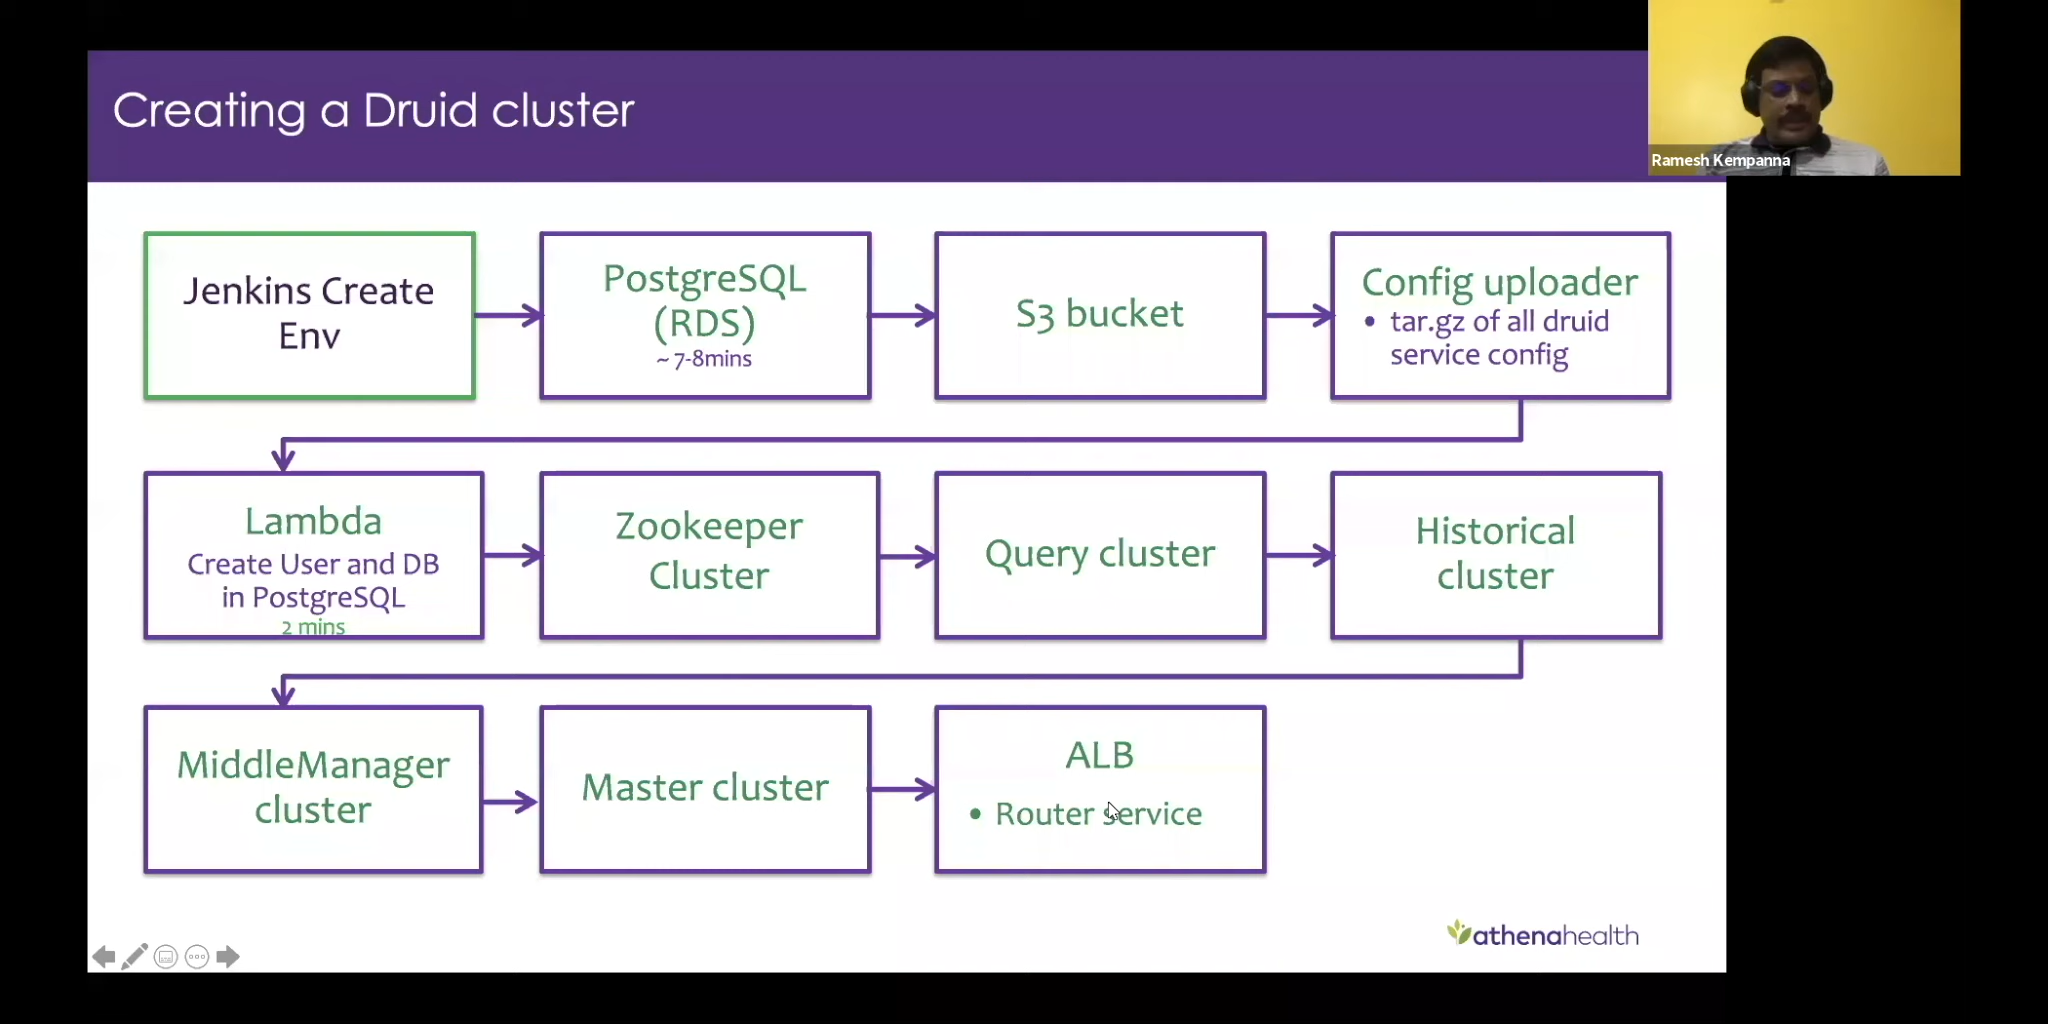 Creating a Druid cluster
Ramesh Kempanna
Jenkins Create
Env
PostgreSQL
(RDS)
~ 7-8mins
S3 bucket
Config uploader
• tar.gz of all druid
service config
Lambda
Create User and DB
in PostgreSQL
2 mins
Zookeeper
Cluster
Query cluster
Historical
cluster
MiddleManager
cluster
Master cluster
ALB
• Router service
athenahealth